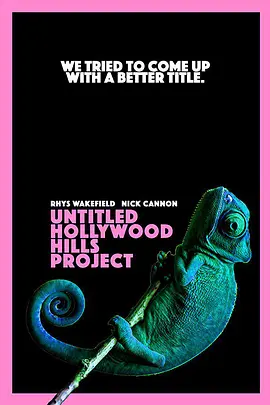 WE TRIED TO COME UP
WITH A BETTER TITLE.
RHYS WAKEFIELD NICK CANNON
UNTITLED
HOLLYWOOD
HILLS
PROJECT